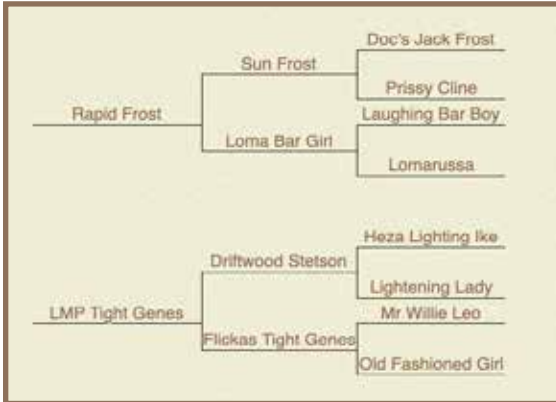 Doc's Jack Frost
Sun Frost
Prissy Cline
Rapid Frost
Laughing Bar Boy
Loma Bar Girl
Lomarussa
Heza Lighting Ike
Driftwood Stetson
Lightening Lady
LMP Tight Genes
Mr Willie Leo
Flickas Tight Genes
Old Fashioned Girl